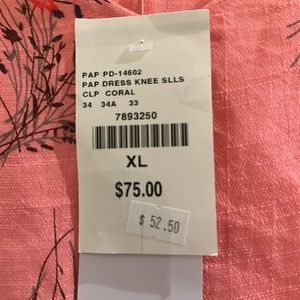 PAP PD-14602
PAP DRESS KNEE SLLS
CLP CORAL
34 34A 33
7893250
XL
$75.00
$ 52.50